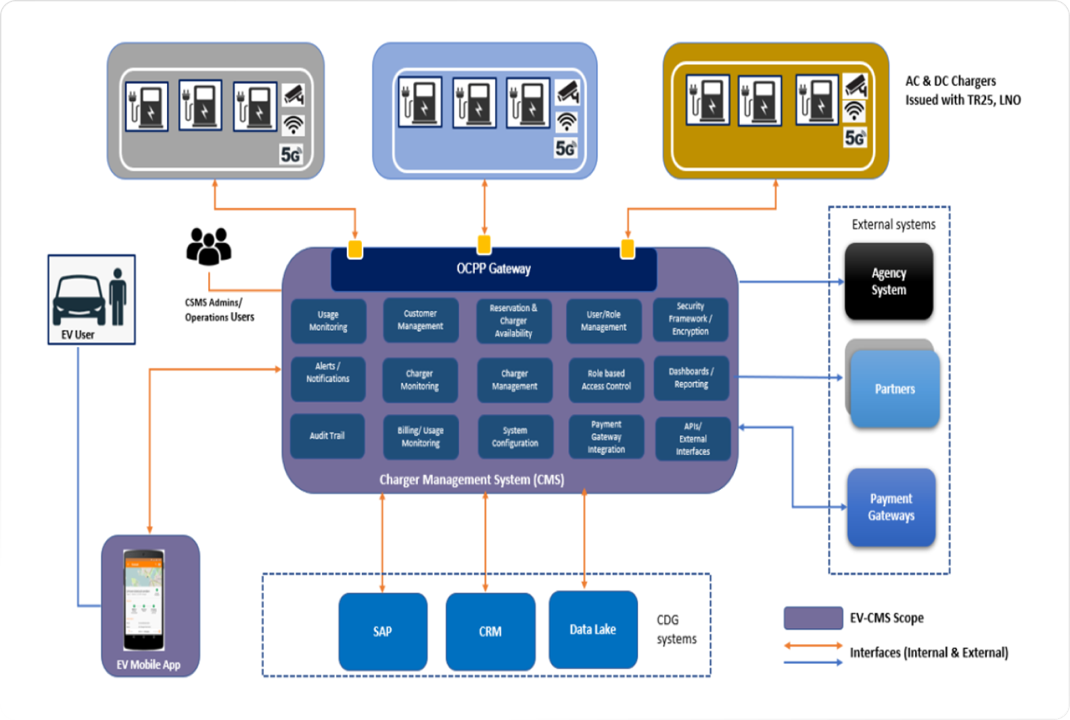 5G
5G
5G
AC & DC Chargers
Issued with TR25, LNO
CSMS Admins/
Operations Users
EV User
OCPP Gateway
Usage
Monitoring
Customer
Management
Reservation &
Charger
Availability
User/Role
Management
Security
Framework /
Encryption
Alerts /
Notifications
Charger
Monitoring
Charger
Management
Role based
Access Control
Dashboards /
Reporting
Audit Trail
Billing/ Usage
Monitoring
System
Configuration
Payment
Gateway
Integration
APIs/
External
Interfaces
Charger Management System (CMS)
External systems
Agency
System
Partners
Payment
Gateways
EV Mobile App
SAP
CRM
Data Lake
CDG
systems
EV-CMS Scope
Interfaces (Internal & External)